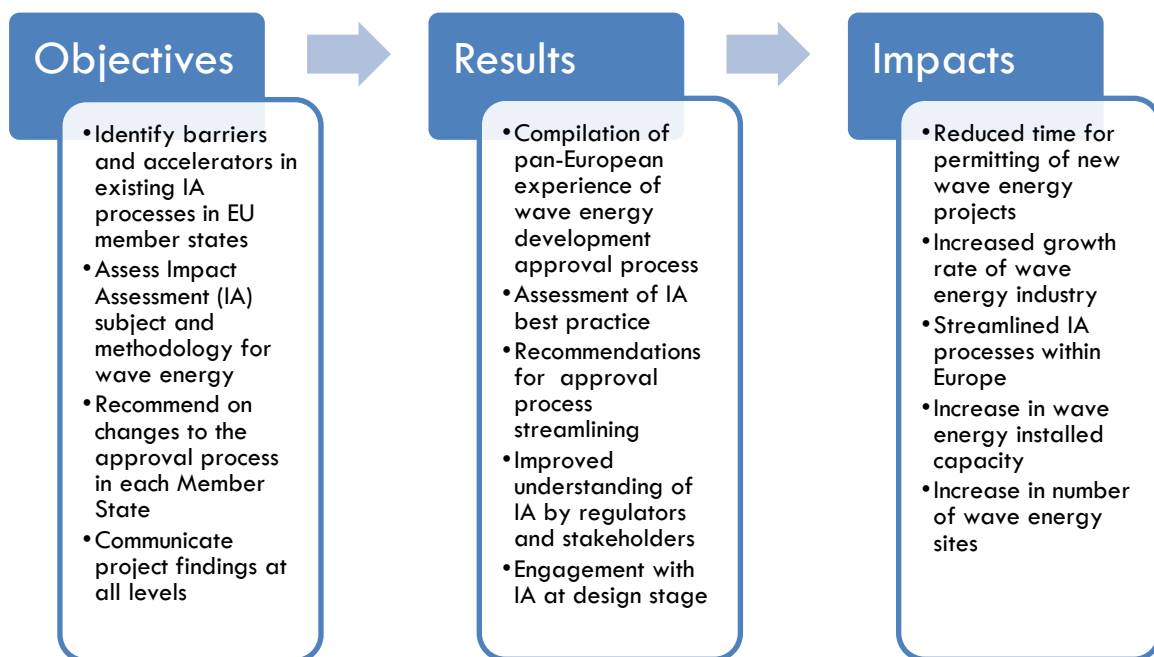 Objectives
•Identify barriers
and accelerators in
existing IA
processes in EU
member states
•Assess Impact
Assessment (IA)
subject and
methodology for
wave energy
•Recommend on
changes to the
approval process
in each Member
State
•Communicate
project findings at
all levels
Results
•Compilation of
pan-European
experience of
wave energy
development
approval process
•Assessment of IA
best practice
•Recommendations
for approval
process
streamlining
•Improved
understanding of
IA by regulators
and stakeholders
•Engagement with
IA at design stage
Impacts
•Reduced time for
permitting of new
wave energy
projects
•Increased growth
rate of wave
energy industry
•Streamlined IA
processes within
Europe
•Increase in wave
energy installed
capacity
•Increase in number
of wave energy
sites